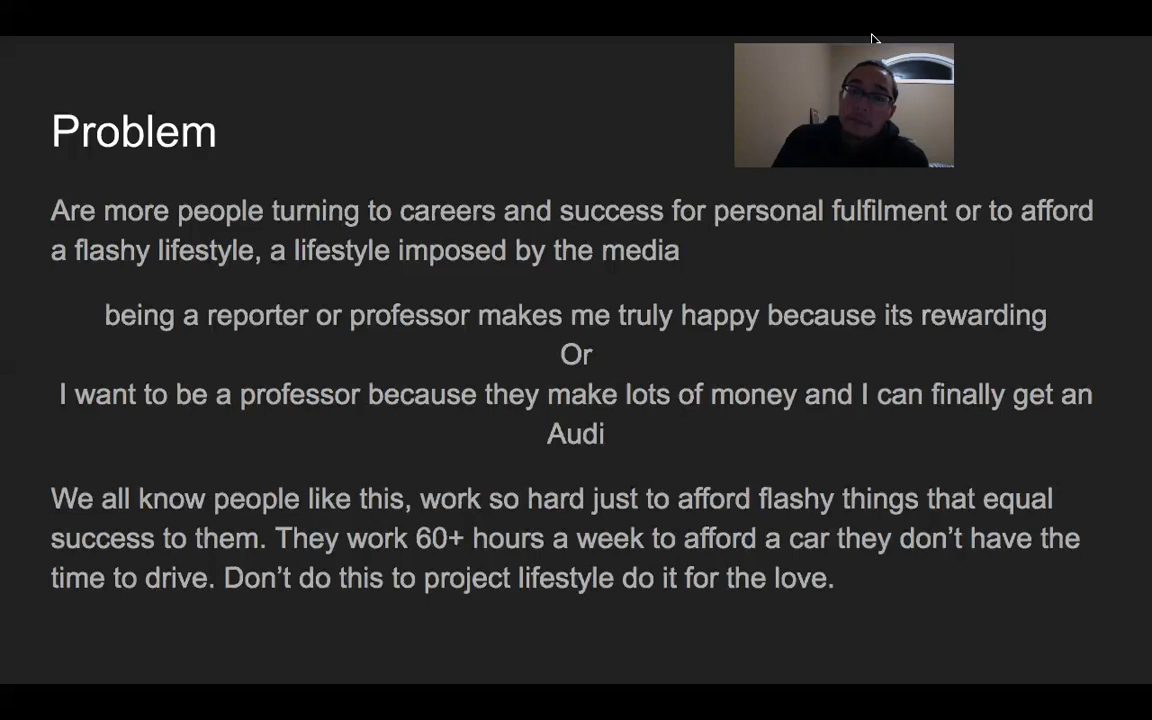 Problem
Are more people turning to careers and success for personal fulfilment or to afford
a flashy lifestyle, a lifestyle imposed by the media
being a reporter or professor makes me truly happy because its rewarding
Or
I want to be a professor because they make lots of money and I can finally get an
Audi
We all know people like this, work so hard just to afford flashy things that equal
success to them. They work 60+ hours a week to afford a car they don’t have the
time to drive. Don’t do this to project lifestyle do it for the love.